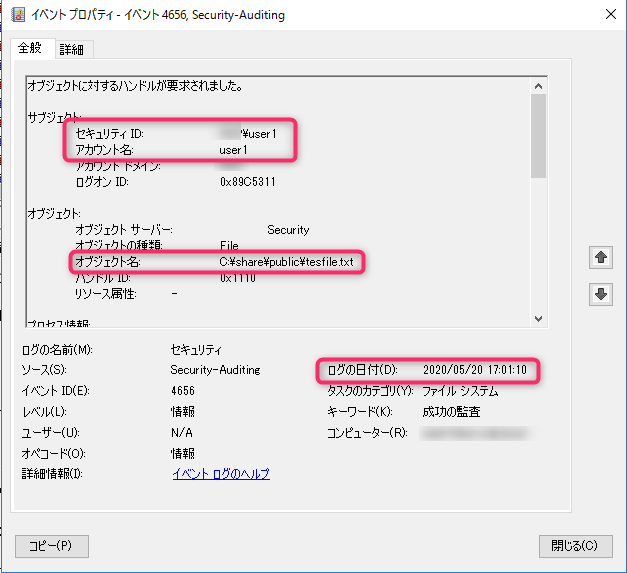 イベント プロパティ - イベント 4656, Security-Auditing
全般 詳細
オブジェクトに対するハンドルが要求されました。
サブジェクト:
セキュリティ ID: ¥user1
アカウント名: user1
アカウント ドメイン:
ログオン ID: 0x89C5311
オブジェクト:
オブジェクト サーバー: Security
オブジェクトの種類: File
オブジェクト名: C:¥share¥public¥tesfile.txt
ハンドル ID: 0x1110
リソース属性: -
プロセス情報:
ログの名前(M): セキュリティ
ソース(S): Security-Auditing ログの日付(D): 2020/05/20 17:01:10
イベント ID(E): 4656 タスクのカテゴリ(Y): ファイル システム
レベル(L): 情報 キーワード(K): 成功の監査
ユーザー(U): N/A コンピューター(R):
オペコード(O): 情報
詳細情報(I): イベント ログのヘルプ
コピー(P) 閉じる(C)